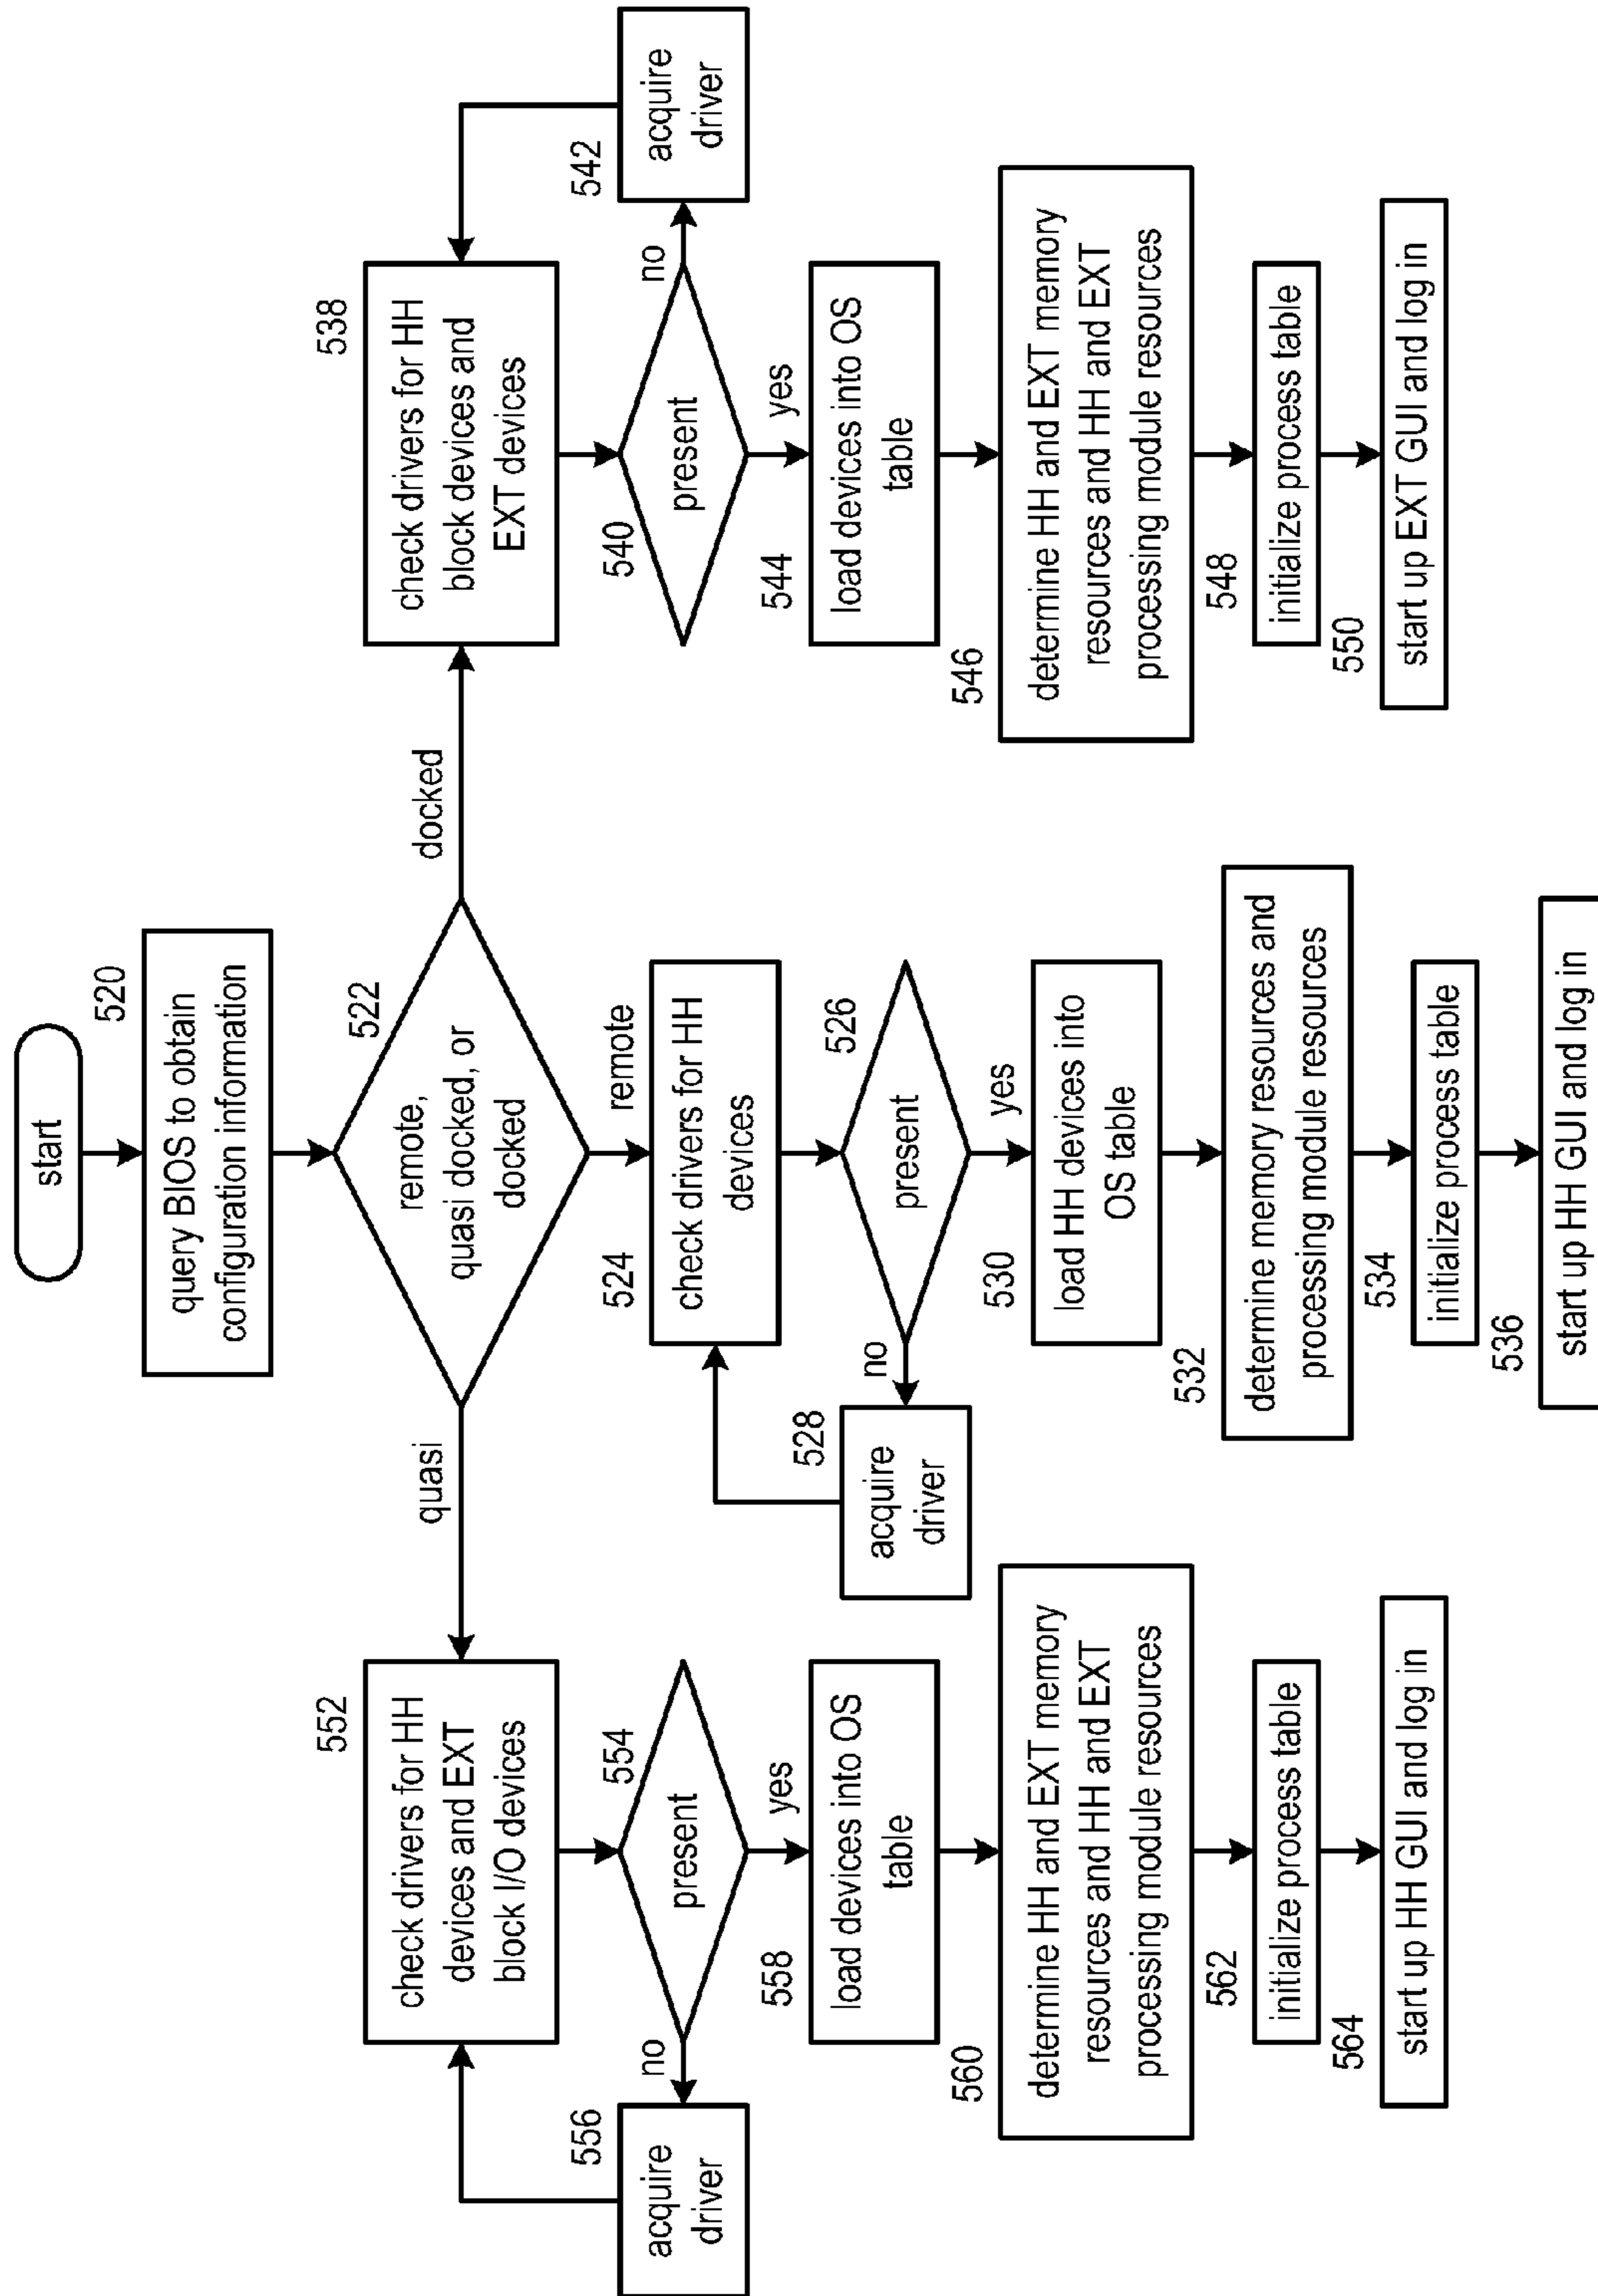 start
520
query BIOS to obtain
configuration information
522
remote,
quasi docked, or
docked
quasi
docked
remote
552
check drivers for HH
devices and EXT
block I/O devices
554
present
no
556
acquire
driver
yes
558
load devices into OS
table
560
determine HH and EXT memory
resources and HH and EXT
processing module resources
562
initialize process table
564
start up HH GUI and log in
524
check drivers for HH
devices
526
present
no
528
acquire
driver
yes
530
load HH devices into
OS table
532
determine memory resources and
processing module resources
534
initialize process table
536
start up HH GUI and log in
538
check drivers for HH
block devices and
EXT devices
540
present
no
542
acquire
driver
yes
544
load devices into OS
table
546
determine HH and EXT memory
resources and HH and EXT
processing module resources
548
initialize process table
550
start up EXT GUI and log in